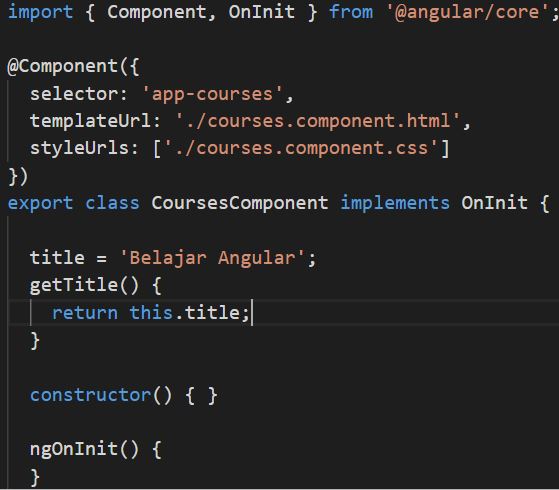 import { Component, OnInit } from '@angular/core';
@Component({
selector: 'app-courses',
templateUrl: './courses.component.html',
styleUrls: ['./courses.component.css']
})
export class CoursesComponent implements OnInit {
title = 'Belajar Angular';
getTitle() {
return this.title;
}
constructor() { }
ngOnInit() {
}